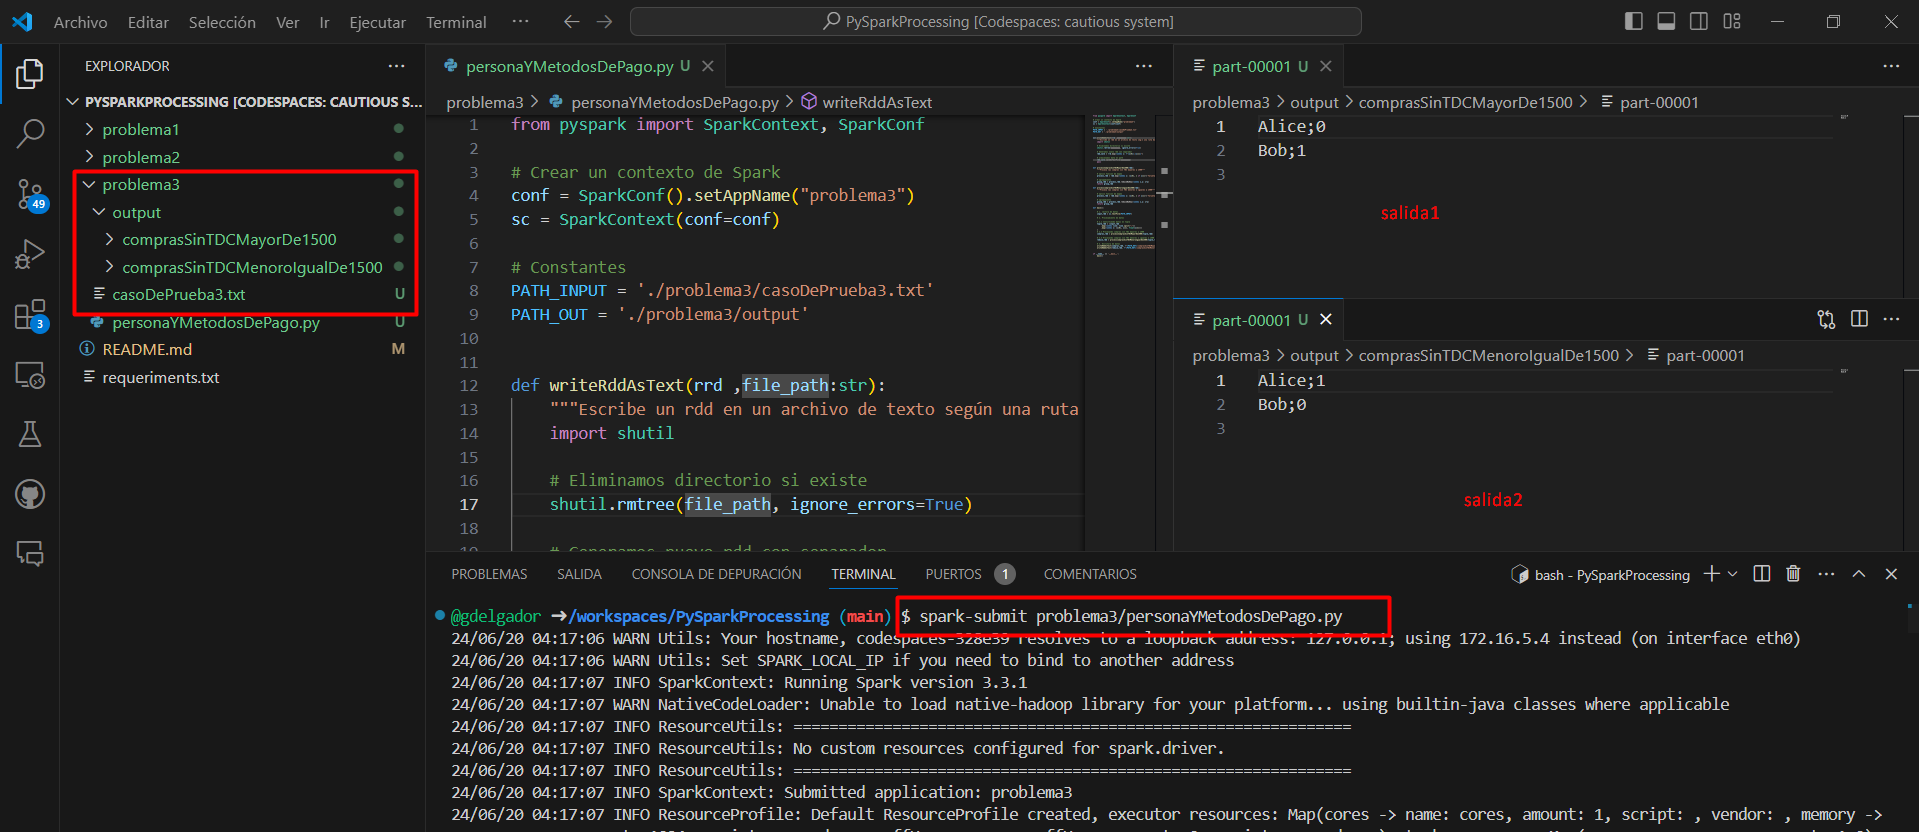 Archivo Editar Selección Ver Ir Ejecutar Terminal ··· PySparkProcessing [Codespaces: cautious system]
EXPLORADOR
PYSPARKPROCESSING [CODESPACES: CAUTIOUS S...
problema1
problema2
problema3
output
comprasSinTDCMayorDe1500
comprasSinTDCMenoroIgualDe1500
casoDePrueba3.txt U
personaYMetodosDePago.py U
README.md M
requeriments.txt
49
3
personaYMetodosDePago.py U
problema3 > personaYMetodosDePago.py > writeRddAsText
1 from pyspark import SparkContext, SparkConf
2
3 # Crear un contexto de Spark
4 conf = SparkConf().setAppName("problema3")
5 sc = SparkContext(conf=conf)
6
7 # Constantes
8 PATH_INPUT = './problema3/casoDePrueba3.txt'
9 PATH_OUT = './problema3/output'
10
11
12 def writeRddAsText(rrd ,file_path:str):
13 """Escribe un rdd en un archivo de texto según una ruta
14 import shutil
15
16 # Eliminamos directorio si existe
17 shutil.rmtree(file_path, ignore_errors=True)
18
part-00001 U
problema3 > output > comprasSinTDCMayorDe1500 > part-00001
1 Alice;0
2 Bob;1
3
salida1
part-00001 U
problema3 > output > comprasSinTDCMenoroIgualDe1500 > part-00001
1 Alice;1
2 Bob;0
3
salida2
PROBLEMAS SALIDA CONSOLA DE DEPURACIÓN TERMINAL PUERTOS 1 COMENTARIOS bash - PySparkProcessing
@gdelgador ➜/workspaces/PySparkProcessing (main) $ spark-submit problema3/personaYMetodosDePago.py
24/06/20 04:17:06 WARN Utils: Your hostname, codespaces-328e39 resolves to a loopback address: 127.0.0.1; using 172.16.5.4 instead (on interface eth0)
24/06/20 04:17:06 WARN Utils: Set SPARK_LOCAL_IP if you need to bind to another address
24/06/20 04:17:07 INFO SparkContext: Running Spark version 3.3.1
24/06/20 04:17:07 WARN NativeCodeLoader: Unable to load native-hadoop library for your platform... using builtin-java classes where applicable
24/06/20 04:17:07 INFO ResourceUtils: ==============================================================
24/06/20 04:17:07 INFO ResourceUtils: No custom resources configured for spark.driver.
24/06/20 04:17:07 INFO ResourceUtils: ==============================================================
24/06/20 04:17:07 INFO SparkContext: Submitted application: problema3
24/06/20 04:17:07 INFO ResourceProfile: Default ResourceProfile created, executor resources: Map(cores -> name: cores, amount: 1, script: , vendor: , memory ->